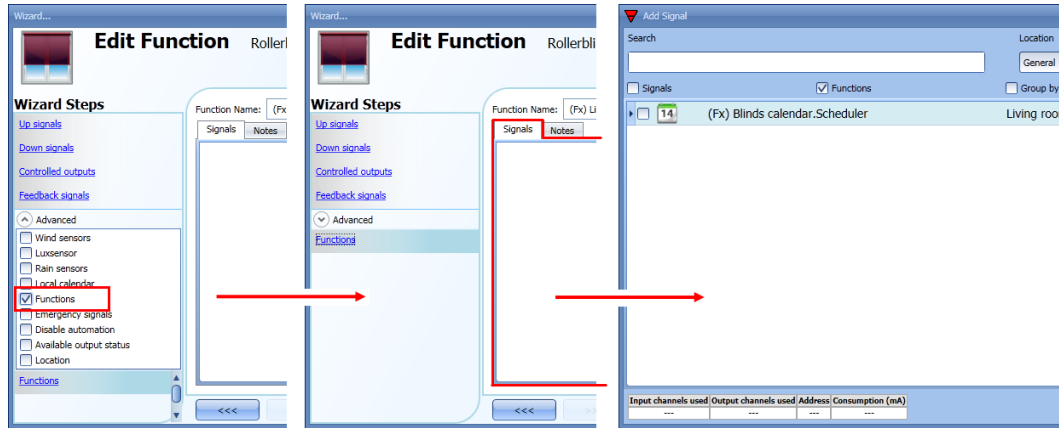 Wizard...
Edit Function Rollerl
Wizard Steps
Up signals
Down signals
Controlled outputs
Feedback signals
Advanced
Wind sensors
Luxsensor
Rain sensors
Local calendar
Functions
Emergency signals
Disable automation
Available output status
Location
Functions
Function Name: (Fx
Signals Notes
<<<
Wizard...
Edit Function Rollerbli
Wizard Steps
Up signals
Down signals
Controlled outputs
Feedback signals
Advanced
Functions
Function Name: (Fx) Li
Signals Notes
<<< >>
Add Signal
Search Location
General
Signals Functions Group by
14 (Fx) Blinds calendar.Scheduler Living roo
Input channels used Output channels used Address Consumption (mA)
--- --- --- ---